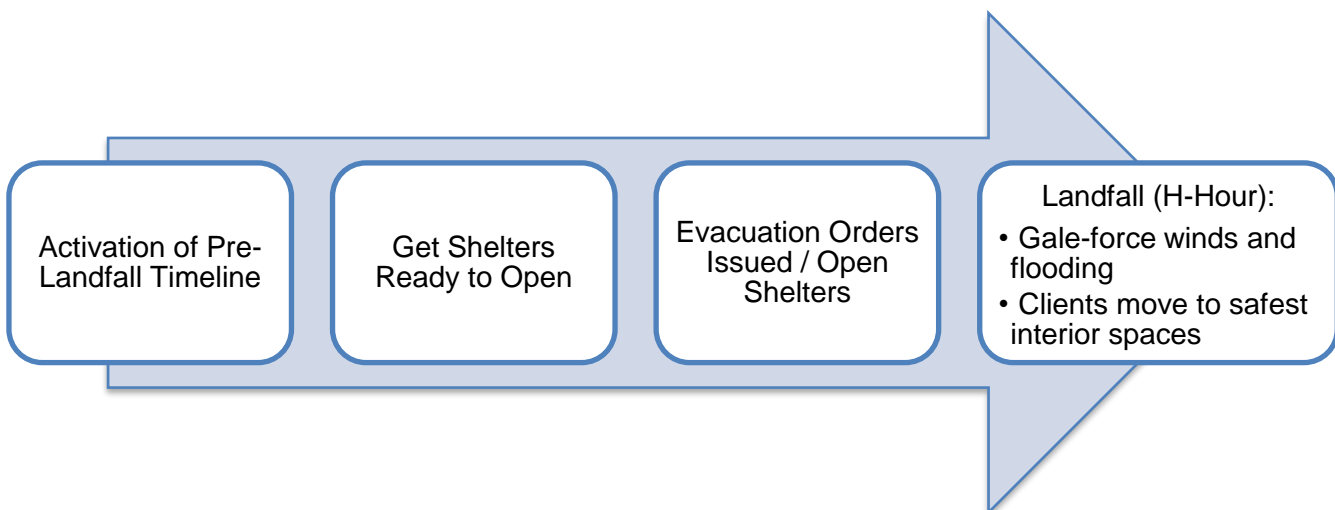 Activation of Pre-
Landfall Timeline
Get Shelters
Ready to Open
Evacuation Orders
Issued / Open
Shelters
Landfall (H-Hour):
• Gale-force winds and
flooding
• Clients move to safest
interior spaces